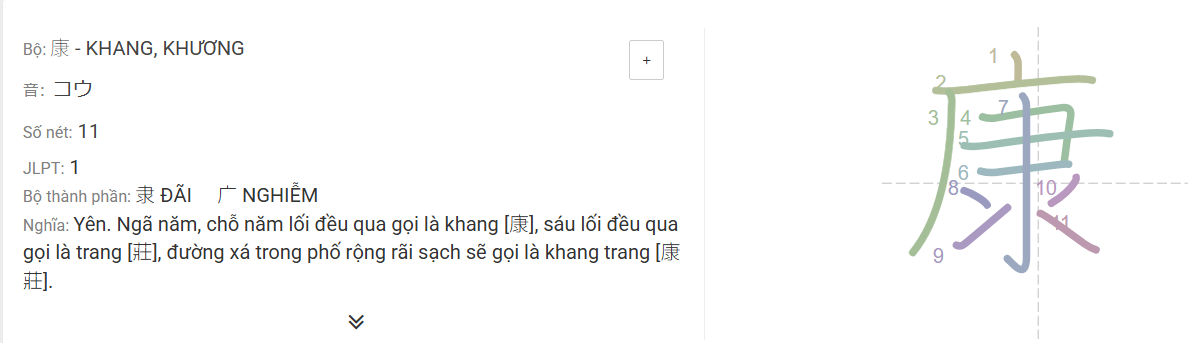 Bộ: 康 - KHANG, KHƯƠNG
+
音: コウ
Số nét: 11
JLPT: 1
Bộ thành phần: 隶 ĐÃI 广 NGHIỄM
Nghĩa: Yên. Ngã năm, chỗ năm lối đều qua gọi là khang [康], sáu lối đều qua
gọi là trang [莊], đường xá trong phố rộng rãi sạch sẽ gọi là khang trang [康
莊].
康
1
2
3
4
5
6
7
8
9
10
11